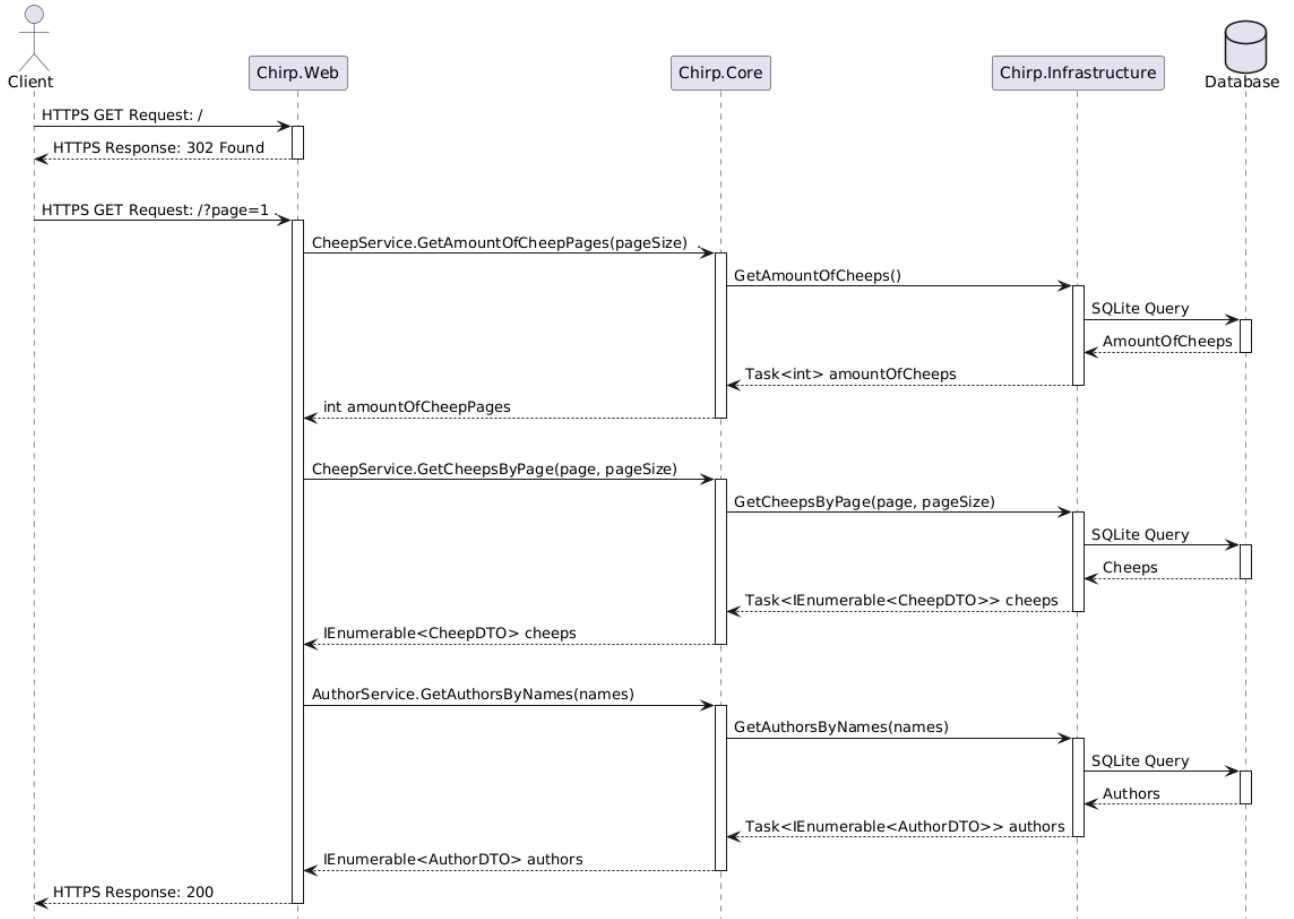 Client
Chirp.Web
Chirp.Core
Chirp.Infrastructure
Database
HTTPS GET Request: /
HTTPS Response: 302 Found
HTTPS GET Request: /?page=1 .
CheepService.GetAmountOfCheepPages(pageSize) .
GetAmountOfCheeps()
SQLite Query
AmountOfCheeps
Task<int> amountOfCheeps
int amountOfCheepPages
CheepService.GetCheepsByPage(page, pageSize)
GetCheepsByPage(page, pageSize)
SQLite Query
Cheeps
Task<IEnumerable<CheepDTO>> cheeps
IEnumerable<CheepDTO> cheeps
AuthorService.GetAuthorsByNames(names)
GetAuthorsByNames(names)
SQLite Query
Authors
Task<IEnumerable<AuthorDTO>> authors
IEnumerable<AuthorDTO> authors
HTTPS Response: 200